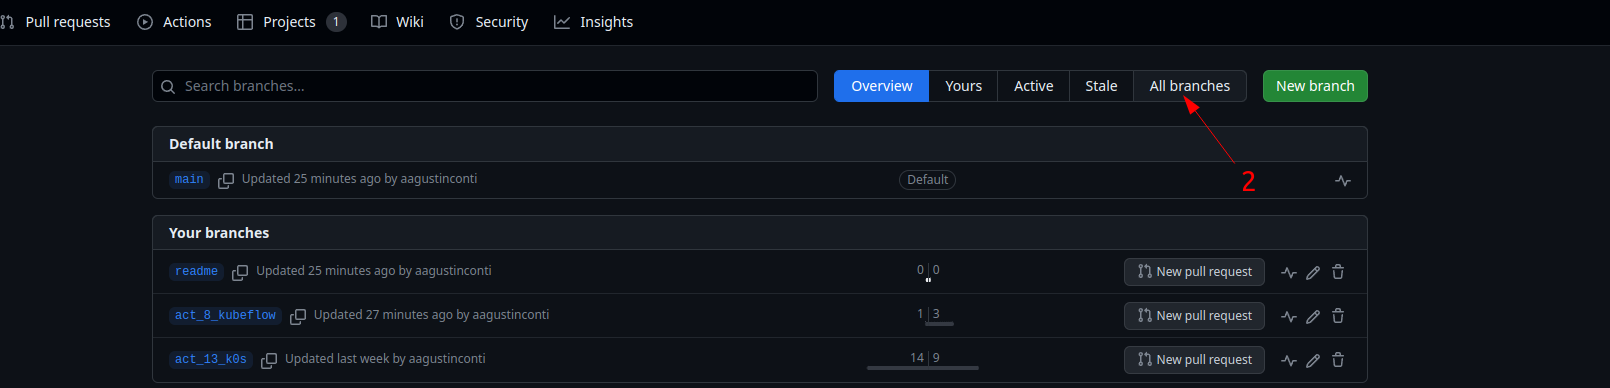 Pull requests Actions Projects 1 Wiki Security Insights
Search branches... Overview Yours Active Stale All branches New branch
Default branch
main Updated 25 minutes ago by aagustinconti Default
2
Your branches
readme Updated 25 minutes ago by aagustinconti 0 0 New pull request
act_8_kubeflow Updated 27 minutes ago by aagustinconti 1 3 New pull request
act_13_k0s Updated last week by aagustinconti 14 9 New pull request